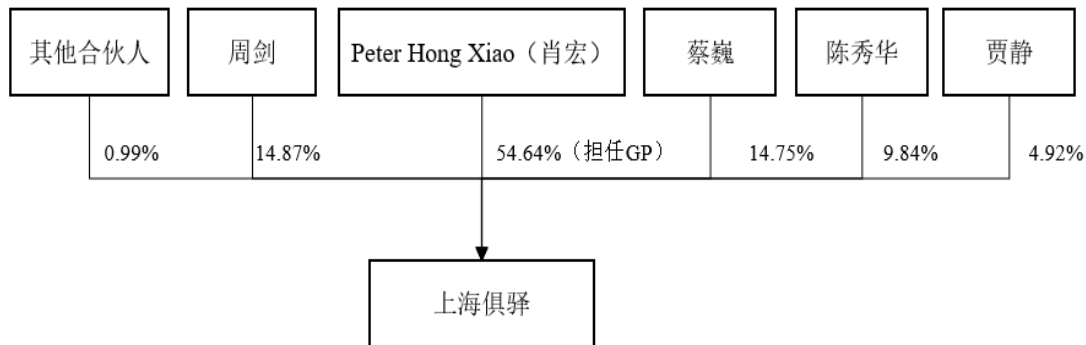 其他合伙人
周剑
Peter Hong Xiao（肖宏）
蔡巍
陈秀华
贾静
0.99%
14.87%
54.64%（担任GP）
14.75%
9.84%
4.92%
上海俱驿